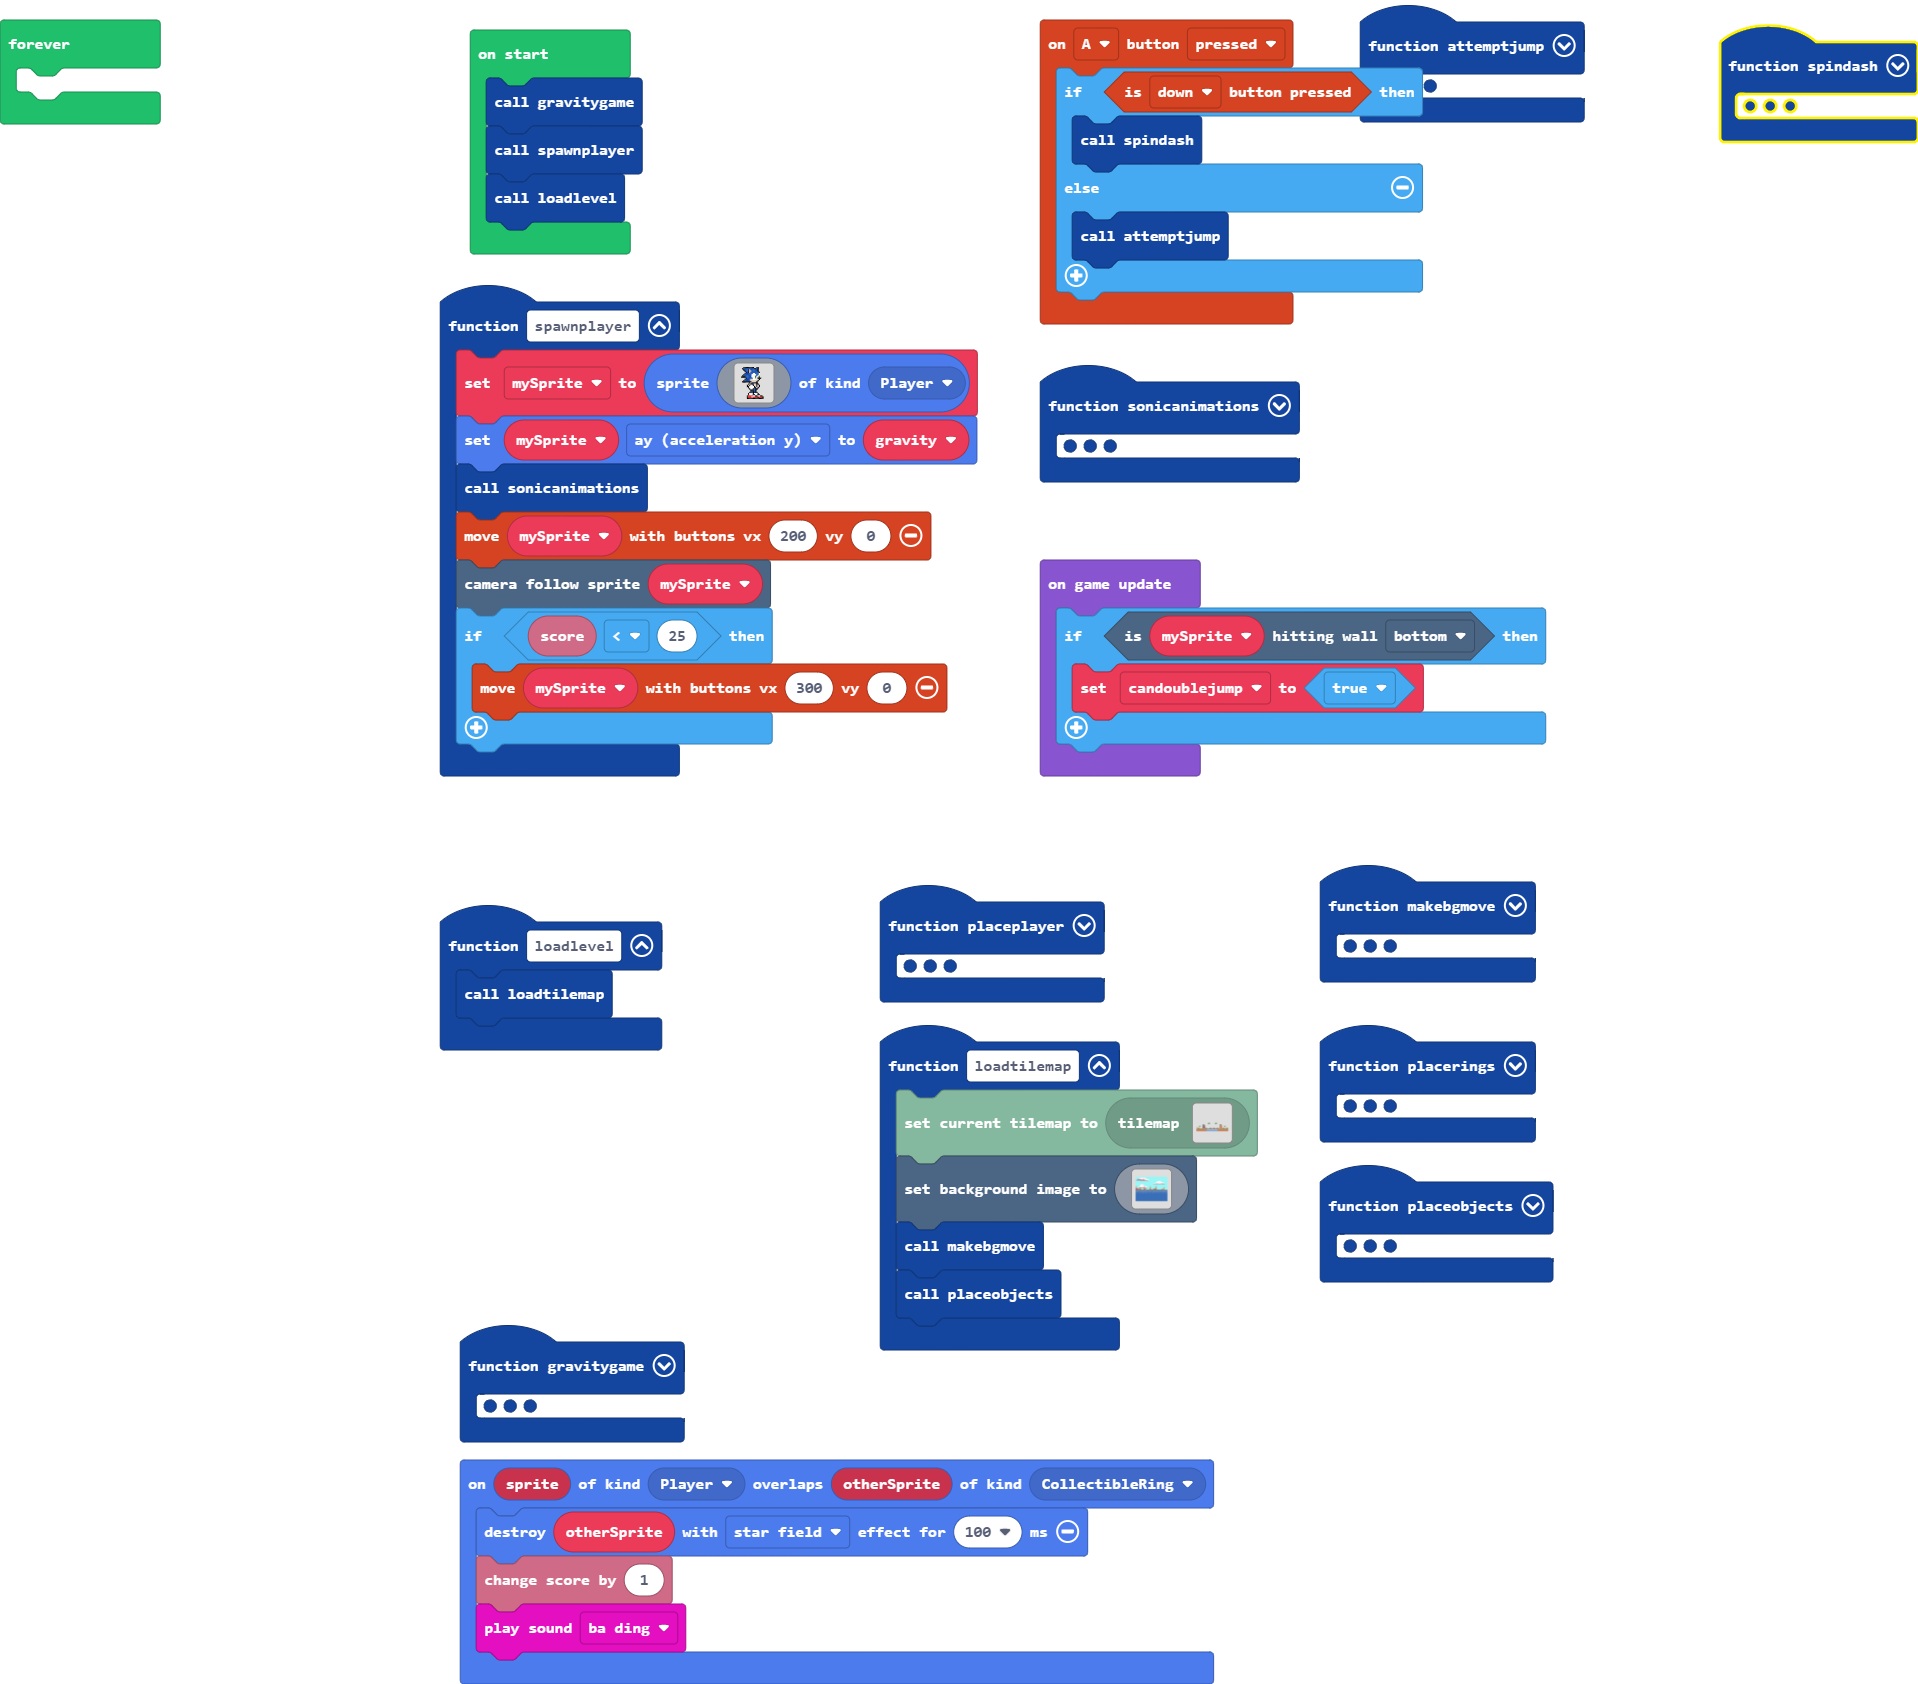 forever
on start
call gravitygame
call spawnplayer
call loadlevel
on A button pressed
if is down button pressed then
call spindash
else
call attemptjump
function attemptjump
function spindash
function spawnplayer
set mySprite to sprite of kind Player
set mySprite ay (acceleration y) to gravity
call sonicanimations
move mySprite with buttons vx 200 vy 0
camera follow sprite mySprite
if score < 25 then
move mySprite with buttons vx 300 vy 0
function sonicanimations
on game update
if is mySprite hitting wall bottom then
set candoublejump to true
function loadlevel
call loadtilemap
function placeplayer
function loadtilemap
set current tilemap to tilemap
set background image to
call makebgmove
call placeobjects
function makebgmove
function placerings
function placeobjects
function gravitygame
on sprite of kind Player overlaps otherSprite of kind CollectibleRing
destroy otherSprite with star field effect for 100 ms
change score by 1
play sound ba ding